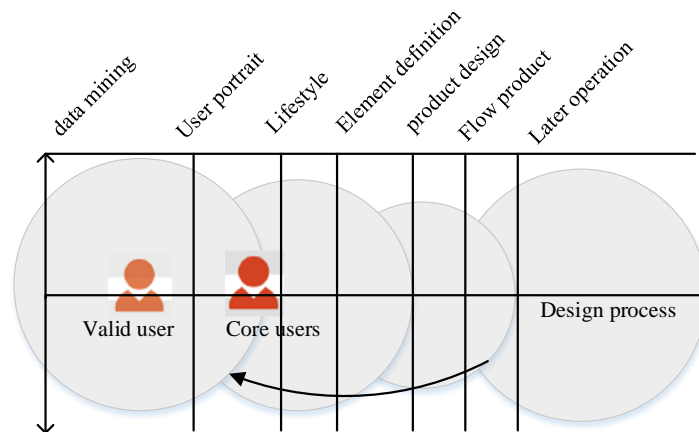 data mining
User portrait
Lifestyle
Element definition
product design
Flow product
Later operation
Valid user
Core users
Design process